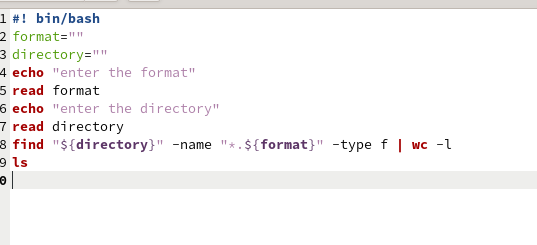 1 #! bin/bash
2 format=""
3 directory=""
4 echo "enter the format"
5 read format
6 echo "enter the directory"
7 read directory
8 find "${directory}" -name "*.${format}" -type f | wc -l
9 ls
0